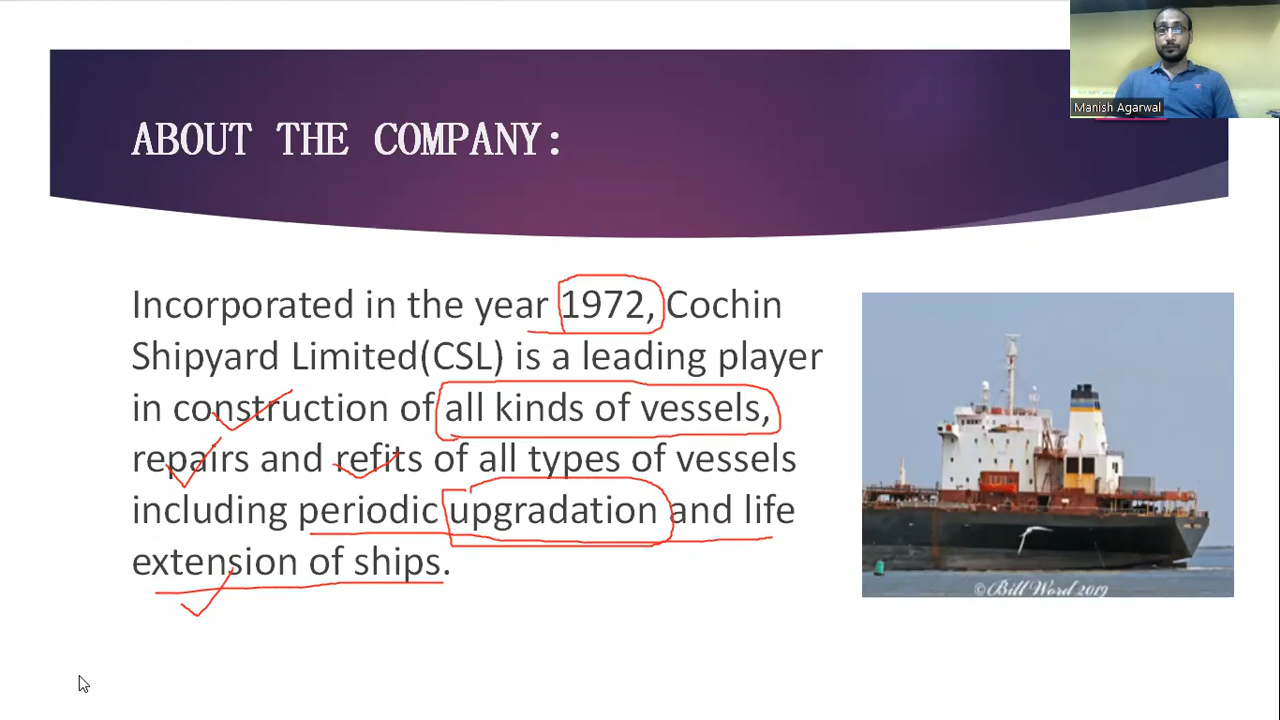 Manish Agarwal
ABOUT THE COMPANY:
Incorporated in the year 1972, Cochin
Shipyard Limited(CSL) is a leading player
in construction of all kinds of vessels,
repairs and refits of all types of vessels
including periodic upgradation and life
extension of ships.
©Bill Word 2019